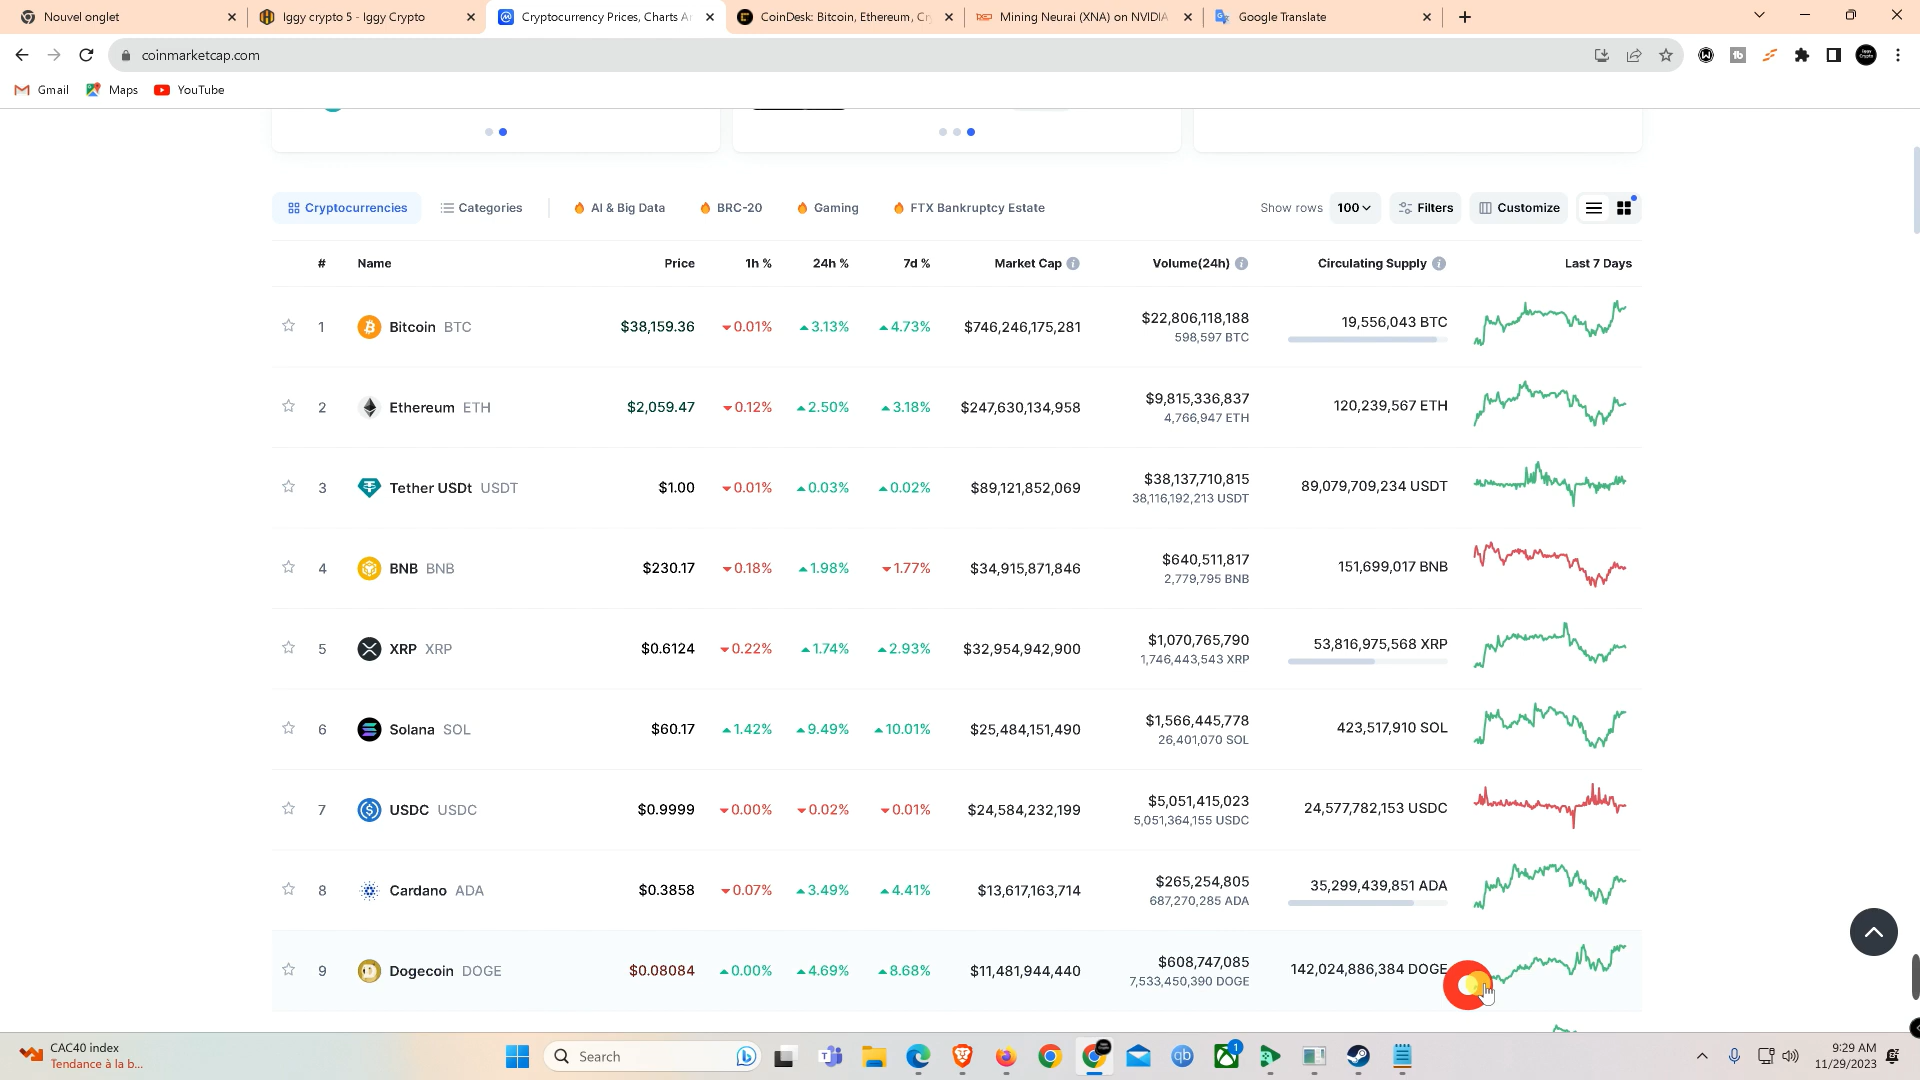 Nouvel onglet
Iggy crypto 5 - Iggy Crypto
Cryptocurrency Prices, Charts A
CoinDesk: Bitcoin, Ethereum, Cr
Mining Neurai (XNA) on NVIDIA
Google Translate
coinmarketcap.com
Gmail Maps YouTube
Cryptocurrencies Categories AI & Big Data BRC-20 Gaming FTX Bankruptcy Estate Show rows 100 Filters Customize
# Name Price 1h % 24h % 7d % Market Cap Volume(24h) Circulating Supply Last 7 Days
1 Bitcoin BTC $38,159.36 0.01% 3.13% 4.73% $746,246,175,281 $22,806,118,188 19,556,043 BTC
598,597 BTC
2 Ethereum ETH $2,059.47 0.12% 2.50% 3.18% $247,630,134,958 $9,815,336,837 120,239,567 ETH
4,766,947 ETH
3 Tether USDt USDT $1.00 0.01% 0.03% 0.02% $89,121,852,069 $38,137,710,815 89,079,709,234 USDT
38,116,192,213 USDT
4 BNB BNB $230.17 0.18% 1.98% 1.77% $34,915,871,846 $640,511,817 151,699,017 BNB
2,779,795 BNB
5 XRP XRP $0.6124 0.22% 1.74% 2.93% $32,954,942,900 $1,070,765,790 53,816,975,568 XRP
1,746,443,543 XRP
6 Solana SOL $60.17 1.42% 9.49% 10.01% $25,484,151,490 $1,566,445,778 423,517,910 SOL
26,401,070 SOL
7 USDC USDC $0.9999 0.00% 0.02% 0.01% $24,584,232,199 $5,051,415,023 24,577,782,153 USDC
5,051,364,155 USDC
8 Cardano ADA $0.3858 0.07% 3.49% 4.41% $13,617,163,714 $265,254,805 35,299,439,851 ADA
687,270,285 ADA
9 Dogecoin DOGE $0.08084 0.00% 4.69% 8.68% $11,481,944,440 $608,747,085 142,024,886,384 DOGE
7,533,450,390 DOGE
CAC40 index
Tendance à la b...
Search
qb
1
9:29 AM
11/29/2023